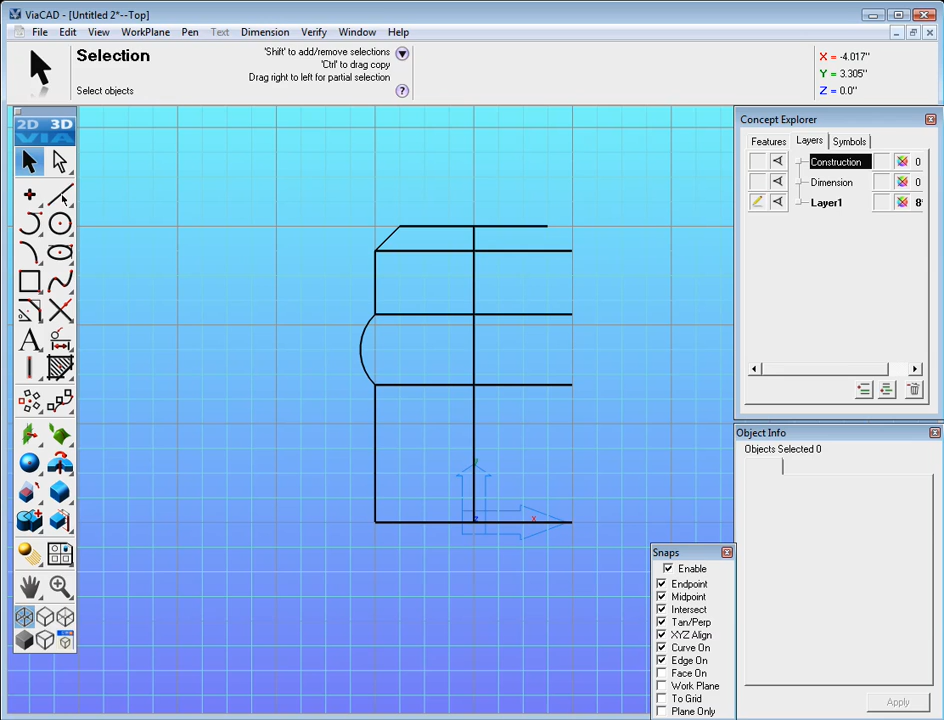 ViaCAD - [Untitled 2*--Top]
File Edit View WorkPlane Pen Text Dimension Verify Window Help
Selection
Select objects
'Shift' to add/remove selections
'Ctrl' to drag copy
Drag right to left for partial selection
?
X = -4.017"
Y = 3.305"
Z = 0.0"
2D 3D
VIA
A
Concept Explorer
Features Layers Symbols
Construction 0
Dimension 0
Layer1 8
Object Info
Objects Selected 0
Apply
Snaps
Enable
Endpoint
Midpoint
Intersect
Tan/Perp
XYZ Align
Curve On
Edge On
Face On
Work Plane
To Grid
Plane Only
x
z